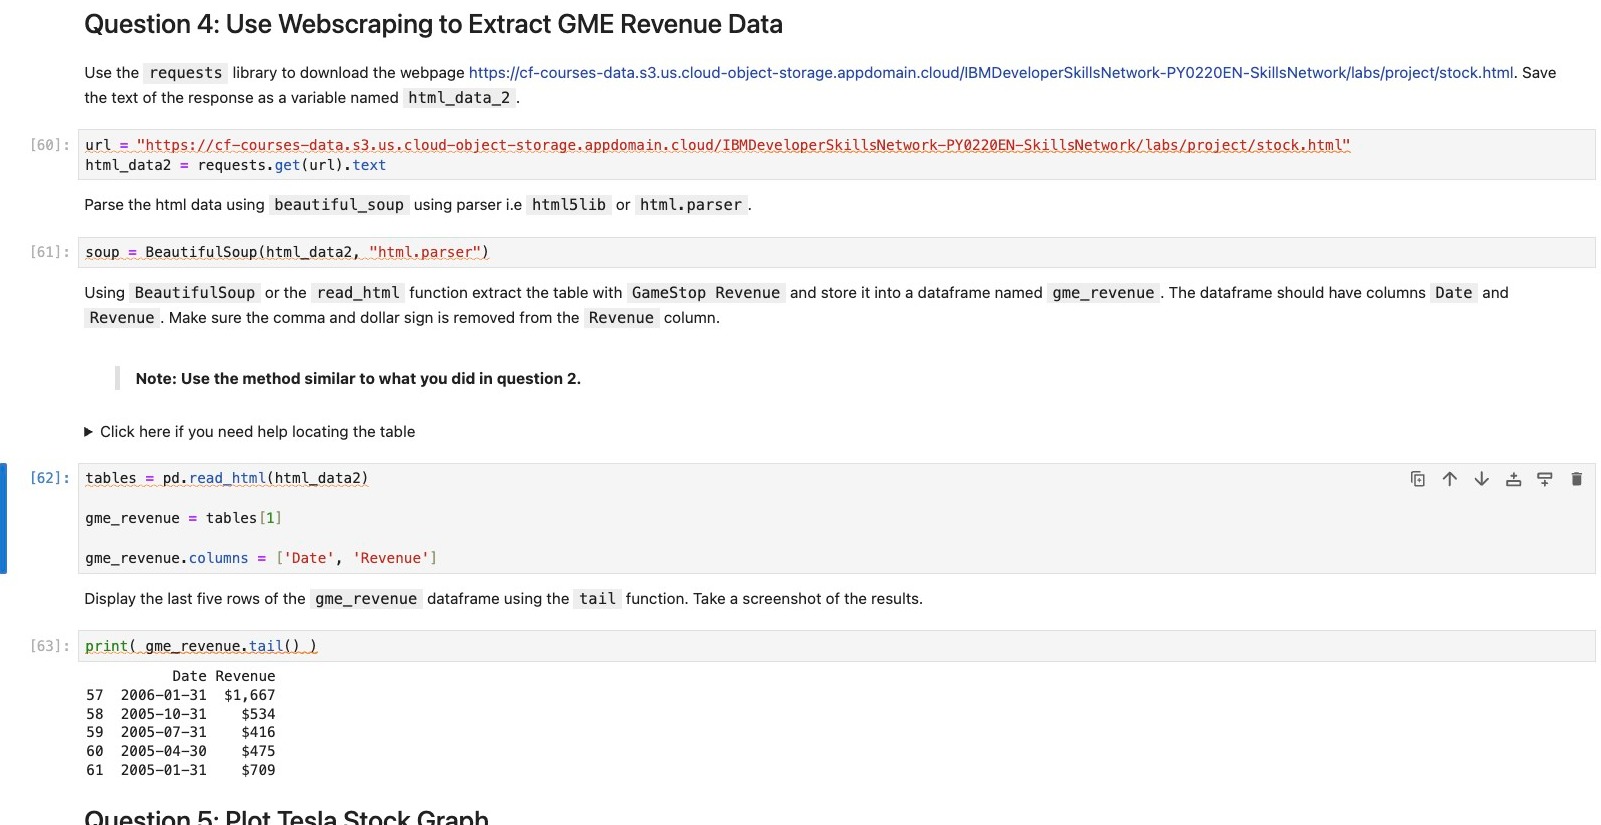 Question 4: Use Webscraping to Extract GME Revenue Data
Use the requests library to download the webpage https://cf-courses-data.s3.us.cloud-object-storage.appdomain.cloud/IBMDeveloperSkillsNetwork-PY0220EN-SkillsNetwork/labs/project/stock.html. Save
the text of the response as a variable named html_data_2.
[60]: url = "https://cf-courses-data.s3.us.cloud-object-storage.appdomain.cloud/IBMDeveloperSkillsNetwork-PY0220EN-SkillsNetwork/labs/project/stock.html"
html_data2 = requests.get(url).text
Parse the html data using beautiful_soup using parser i.e html5lib or html.parser.
[61]: soup = BeautifulSoup(html_data2, "html.parser")
Using BeautifulSoup or the read_html function extract the table with GameStop Revenue and store it into a dataframe named gme_revenue. The dataframe should have columns Date and
Revenue. Make sure the comma and dollar sign is removed from the Revenue column.
Note: Use the method similar to what you did in question 2.
▶ Click here if you need help locating the table
[62]: tables = pd.read_html(html_data2)
gme_revenue = tables[1]
gme_revenue.columns = ['Date', 'Revenue']
Display the last five rows of the gme_revenue dataframe using the tail function. Take a screenshot of the results.
[63]: print( gme_revenue.tail() )
Date Revenue
57 2006-01-31 $1,667
58 2005-10-31 $534
59 2005-07-31 $416
60 2005-04-30 $475
61 2005-01-31 $709
Question 5: Plot Tesla Stock Graph